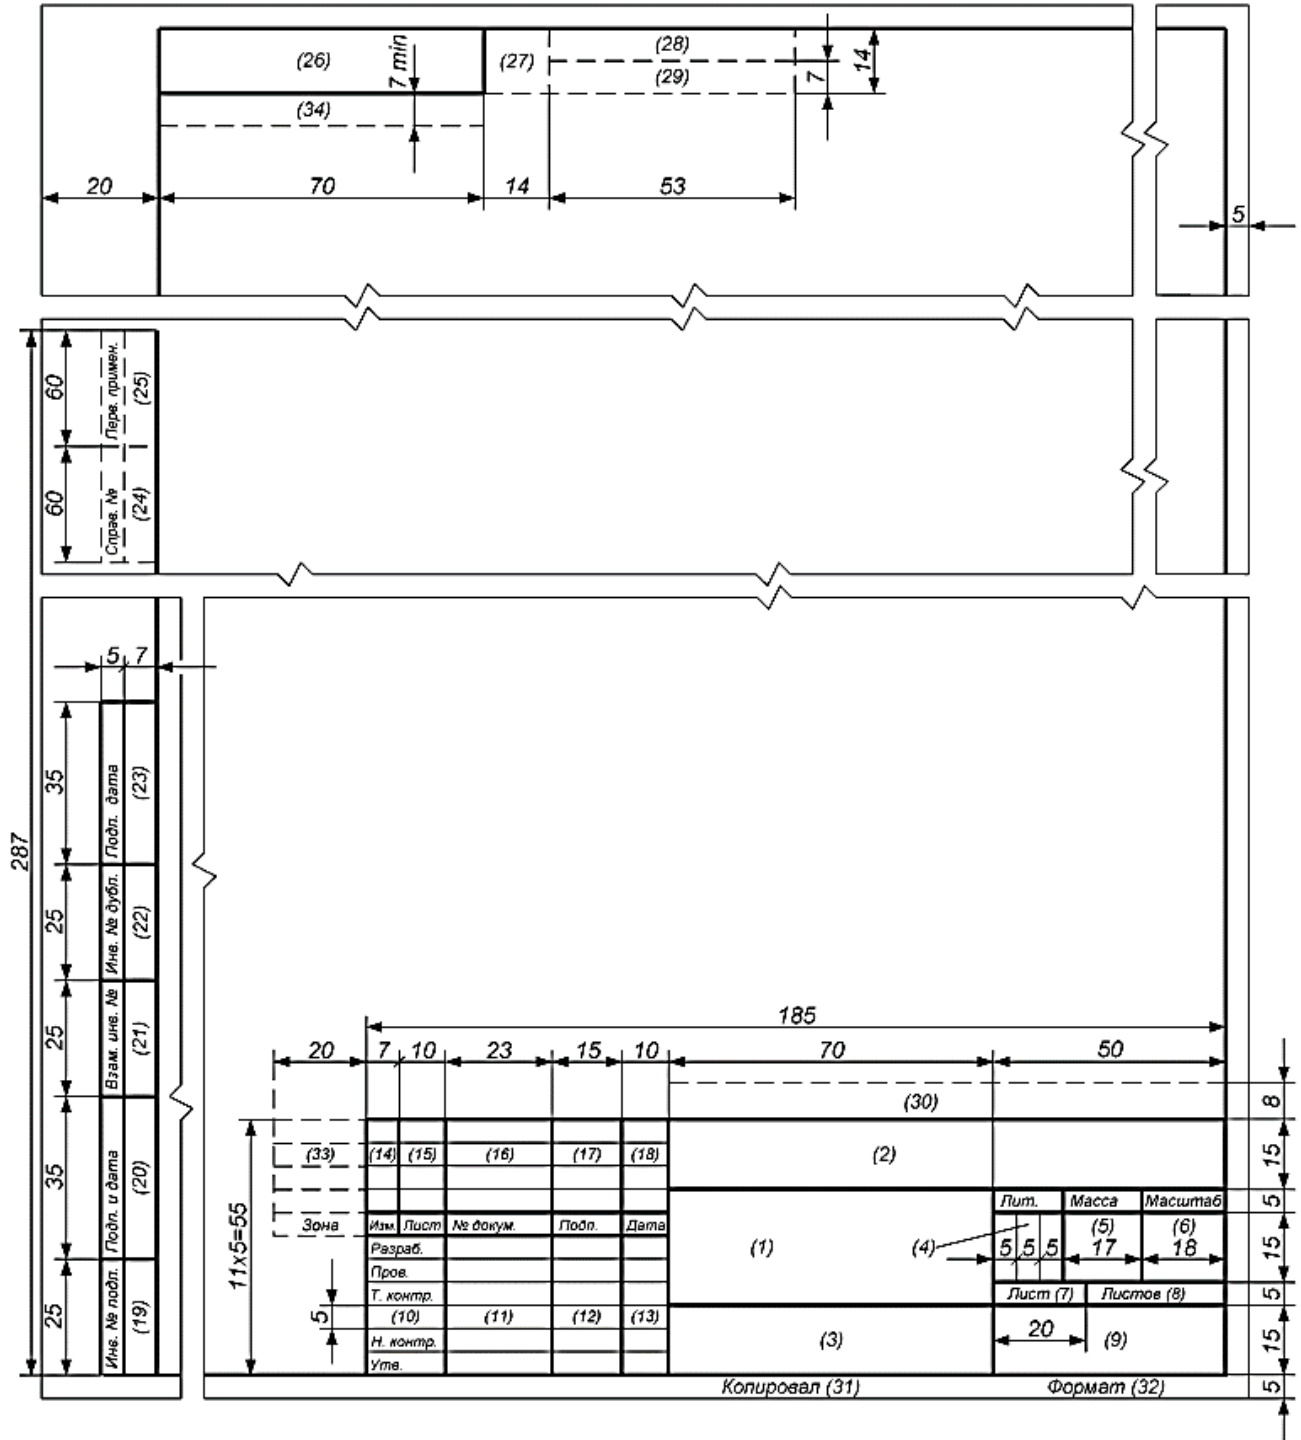 (26)
7 min
(27)
(28)
(29)
7
14
(34)
20
70
14
53
5
60
Перв. примен.
(25)
60
Справ. №
(24)
5
7
287
35
Подп. дата
(23)
25
Инв. № дубл.
(22)
25
Взам. инв. №
(21)
35
Подп. и дата
(20)
25
Инв. № подл.
(19)
185
20
7
10
23
15
10
70
50
(30)
8
(33)
(14)
(15)
(16)
(17)
(18)
(2)
15
Лит.
Масса
Масштаб
5
Зона
Изм.
Лист
№ докум.
Подп.
Дата
11х5=55
Разраб.
(1)
(4)
5
5
5
(5)
17
(6)
18
15
Пров.
Т. контр.
Лист (7)
Листов (8)
5
5
(10)
(11)
(12)
(13)
(3)
20
(9)
15
Н. контр.
Утв.
Копировал (31)
Формат (32)
5